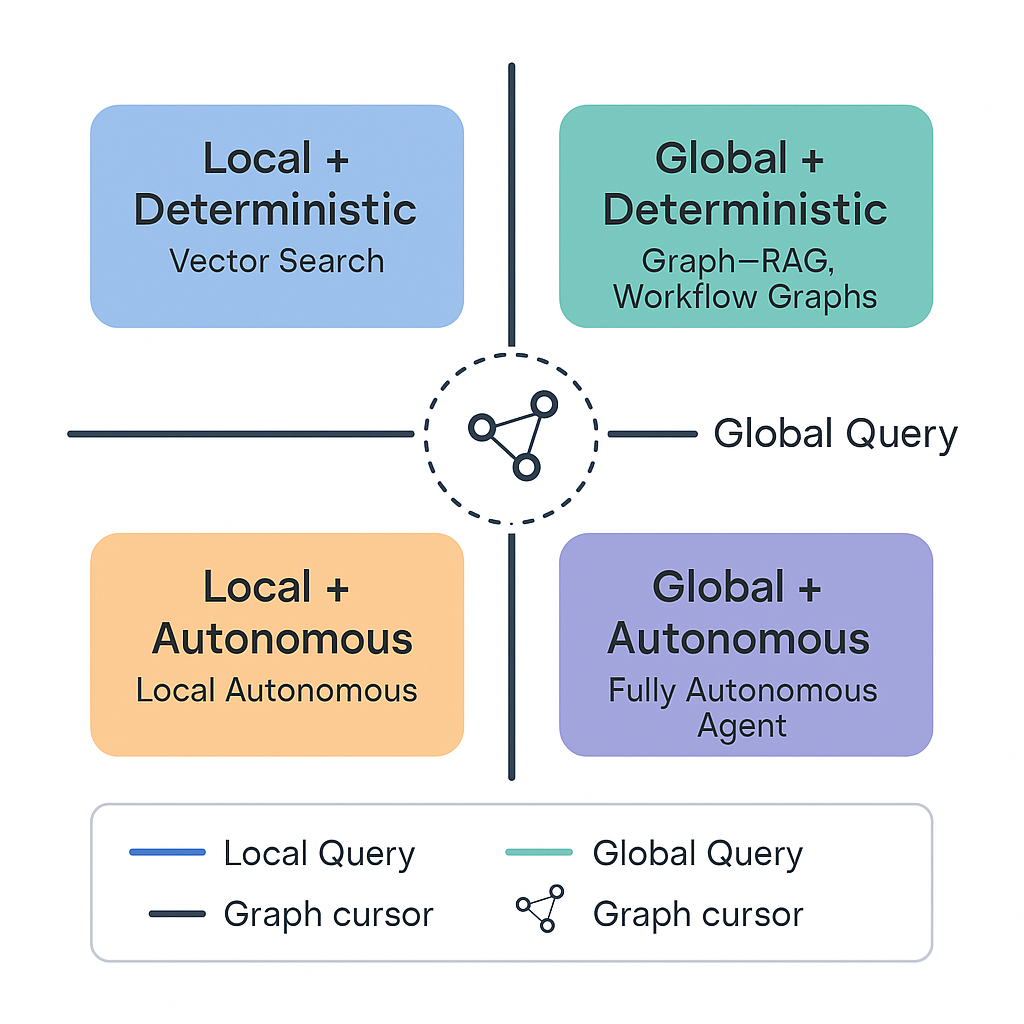 Local +
Deterministic
Vector Search
Global +
Deterministic
Graph—RAG,
Workflow Graphs
Global Query
Local +
Autonomous
Local Autonomous
Global +
Autonomous
Fully Autonomous
Agent
Local Query
Global Query
Graph cursor
Graph cursor